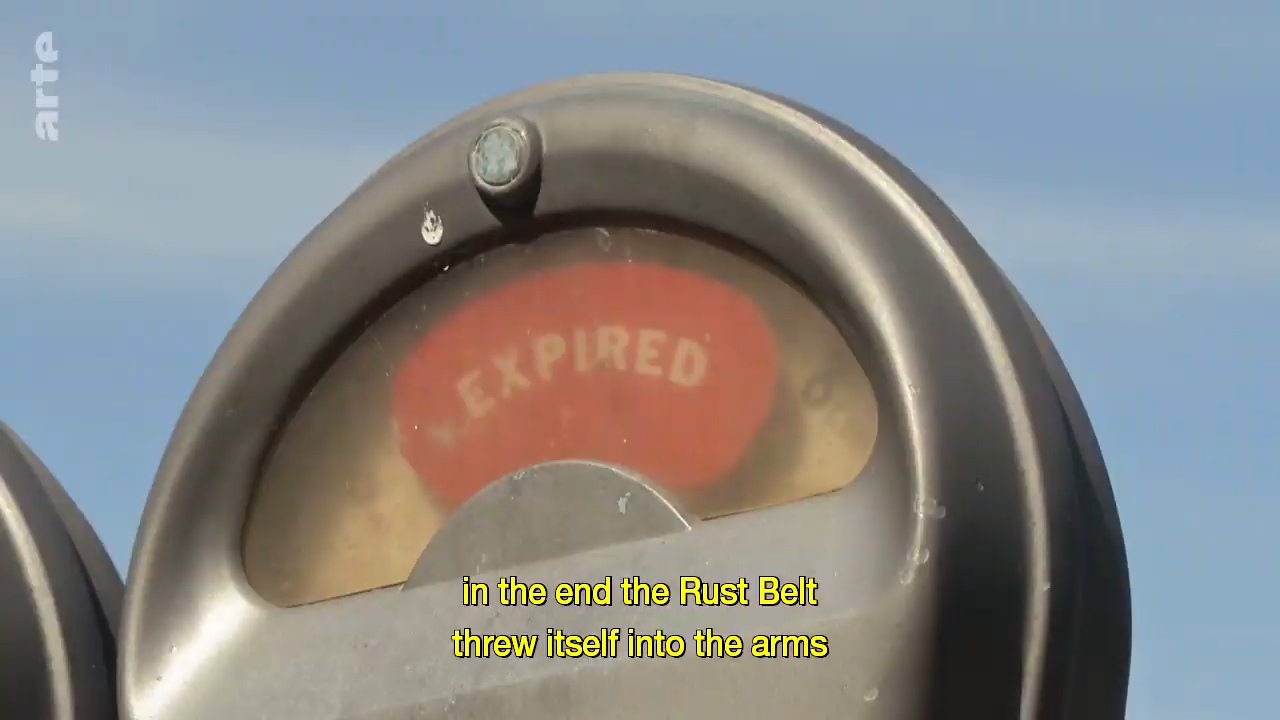 arte
EXPIRED
in the end the Rust Belt
threw itself into the arms